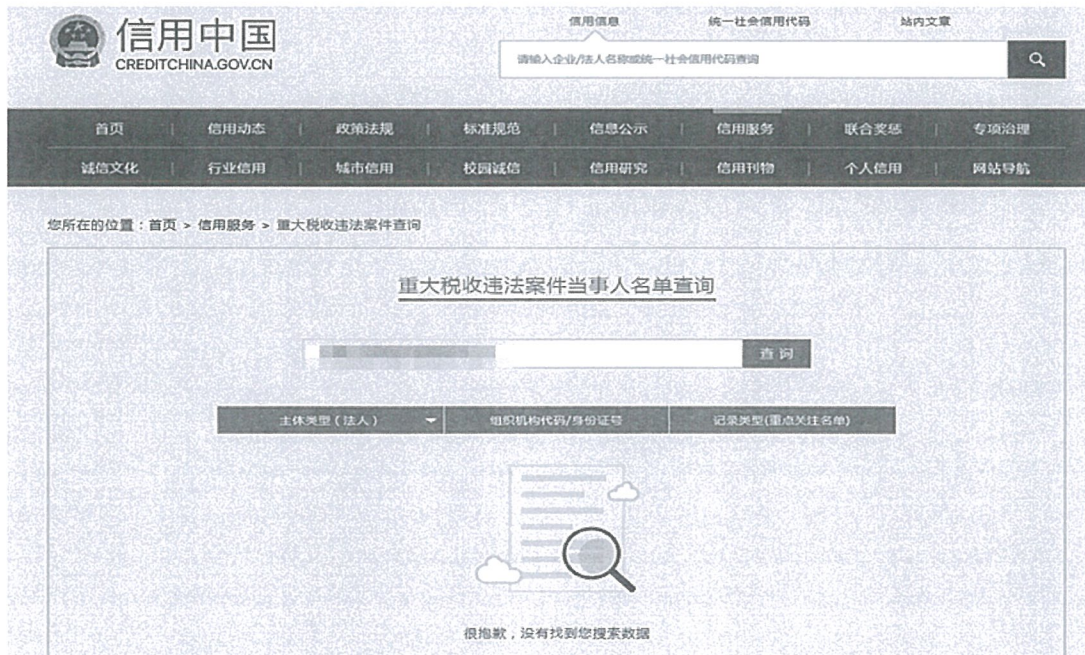 信用中国
CREDITCHINA.GOV.CN
信用信息 统一社会信用代码 站内文章
请输入企业/法人名称或统一社会信用代码查询
首页 | 信用动态 | 政策法规 | 标准规范 | 信息公示 | 信用服务 | 联合奖惩 | 专项治理
诚信文化 | 行业信用 | 城市信用 | 校园诚信 | 信用研究 | 信用刊物 | 个人信用 | 网站导航
您所在的位置：首页 > 信用服务 > 重大税收违法案件查询
重大税收违法案件当事人名单查询
查询
主体类型（法人） 组织机构代码/身份证号 记录类型(重点关注名单)
很抱歉，没有找到您搜索数据